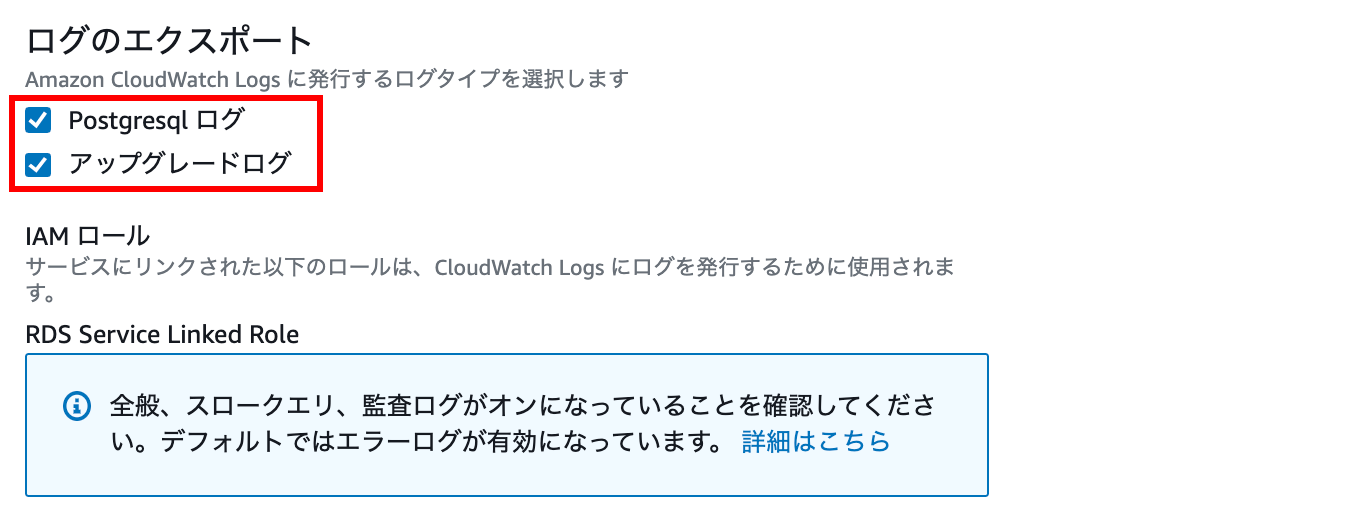 ログのエクスポート
Amazon CloudWatch Logs に発行するログタイプを選択します
Postgresql ログ
アップグレードログ
IAM ロール
サービスにリンクされた以下のロールは、CloudWatch Logs にログを発行するために使用されま
す。
RDS Service Linked Role
全般、スロークエリ、監査ログがオンになっていることを確認してくださ
い。デフォルトではエラーログが有効になっています。 詳細はこちら